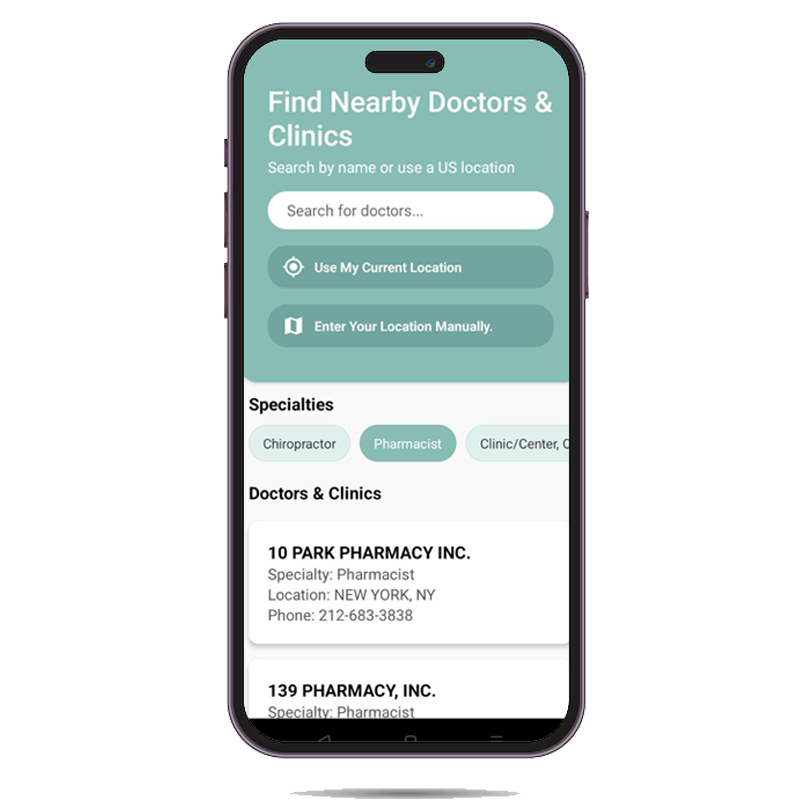 Find Nearby Doctors &
Clinics
Search by name or use a US location
Search for doctors...
Use My Current Location
Enter Your Location Manually.
Specialties
Chiropractor
Pharmacist
Clinic/Center, C
Doctors & Clinics
10 PARK PHARMACY INC.
Specialty: Pharmacist
Location: NEW YORK, NY
Phone: 212-683-3838
139 PHARMACY, INC.
Specialty: Pharmacist